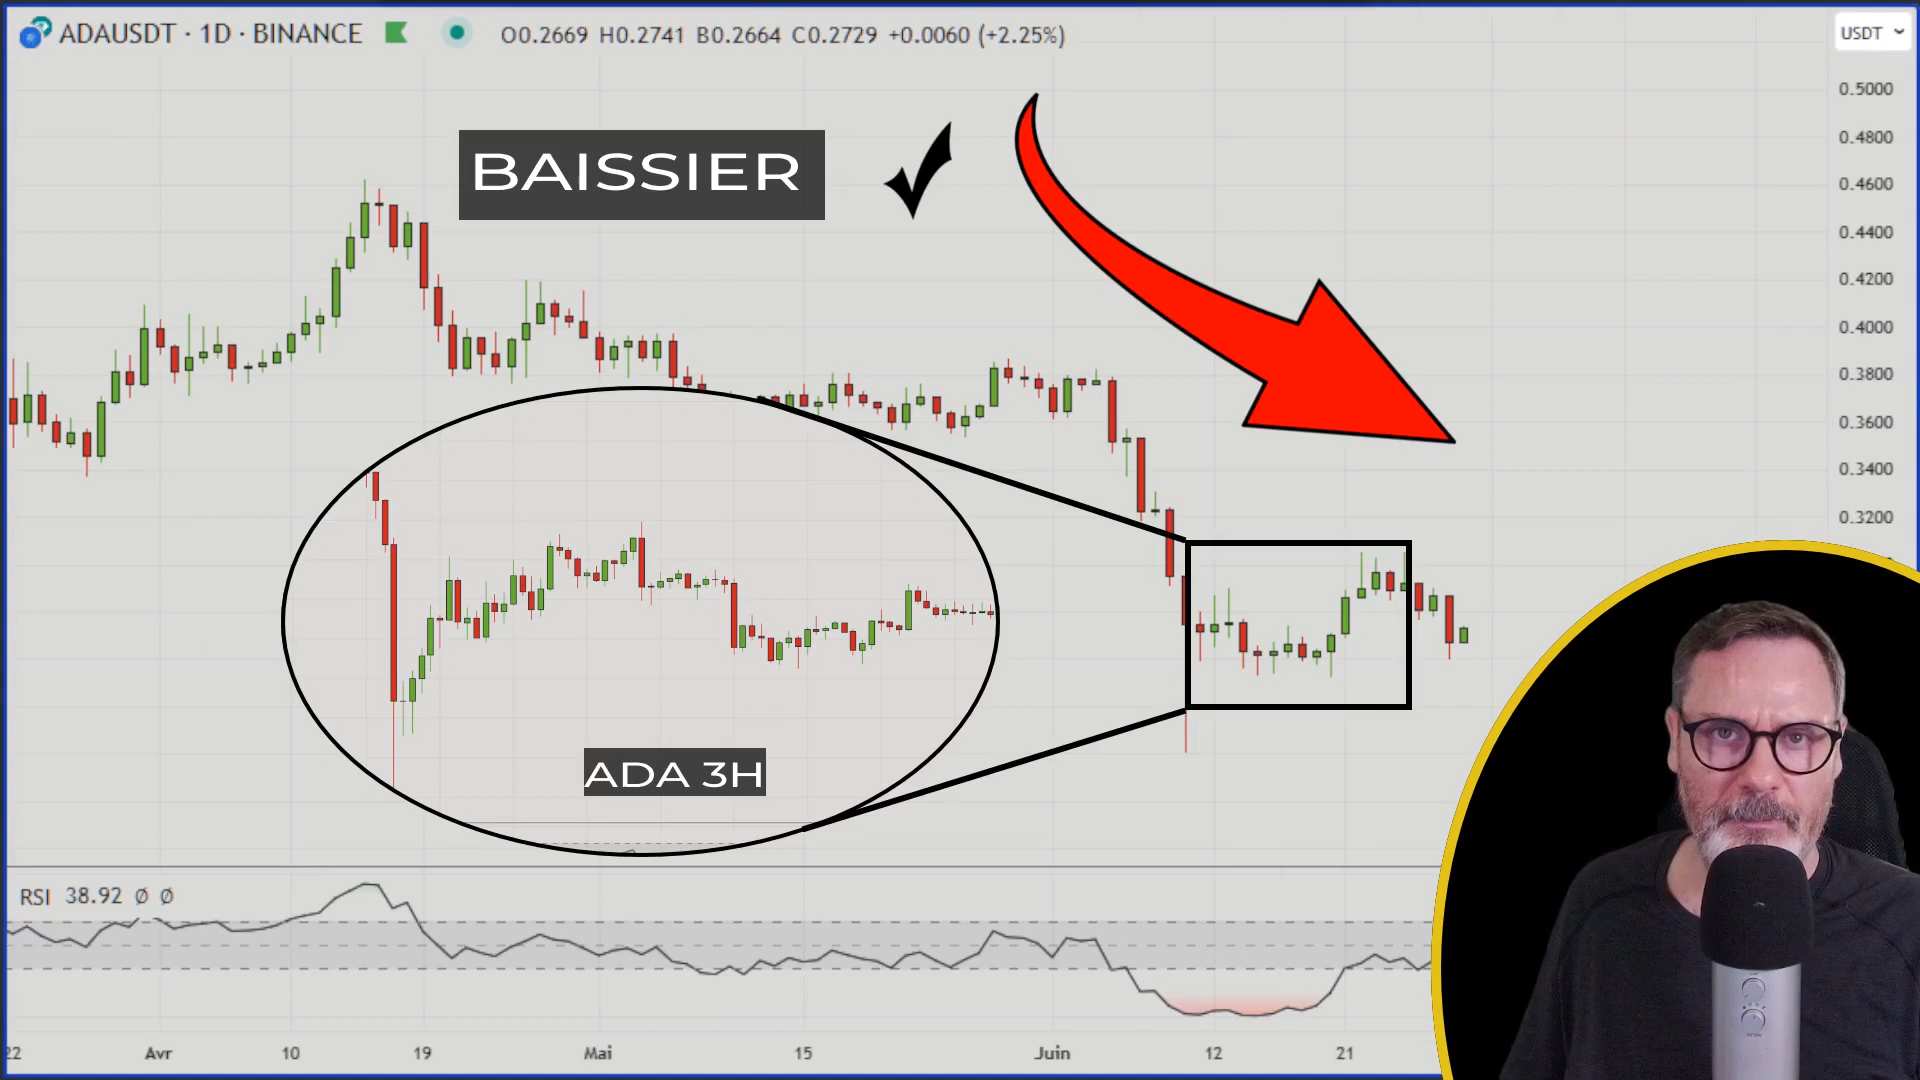 ADAUSDT · 1D · BINANCE
O0.2669 H0.2741 B0.2664 C0.2729 +0.0060 (+2.25%)
USDT
BAISSIER
0.5000
0.4800
0.4600
0.4400
0.4200
0.4000
0.3800
0.3600
0.3400
0.3200
ADA 3H
RSI 38.92 Ø Ø
22 Avr 10 19 Mai 15 Juin 12 21